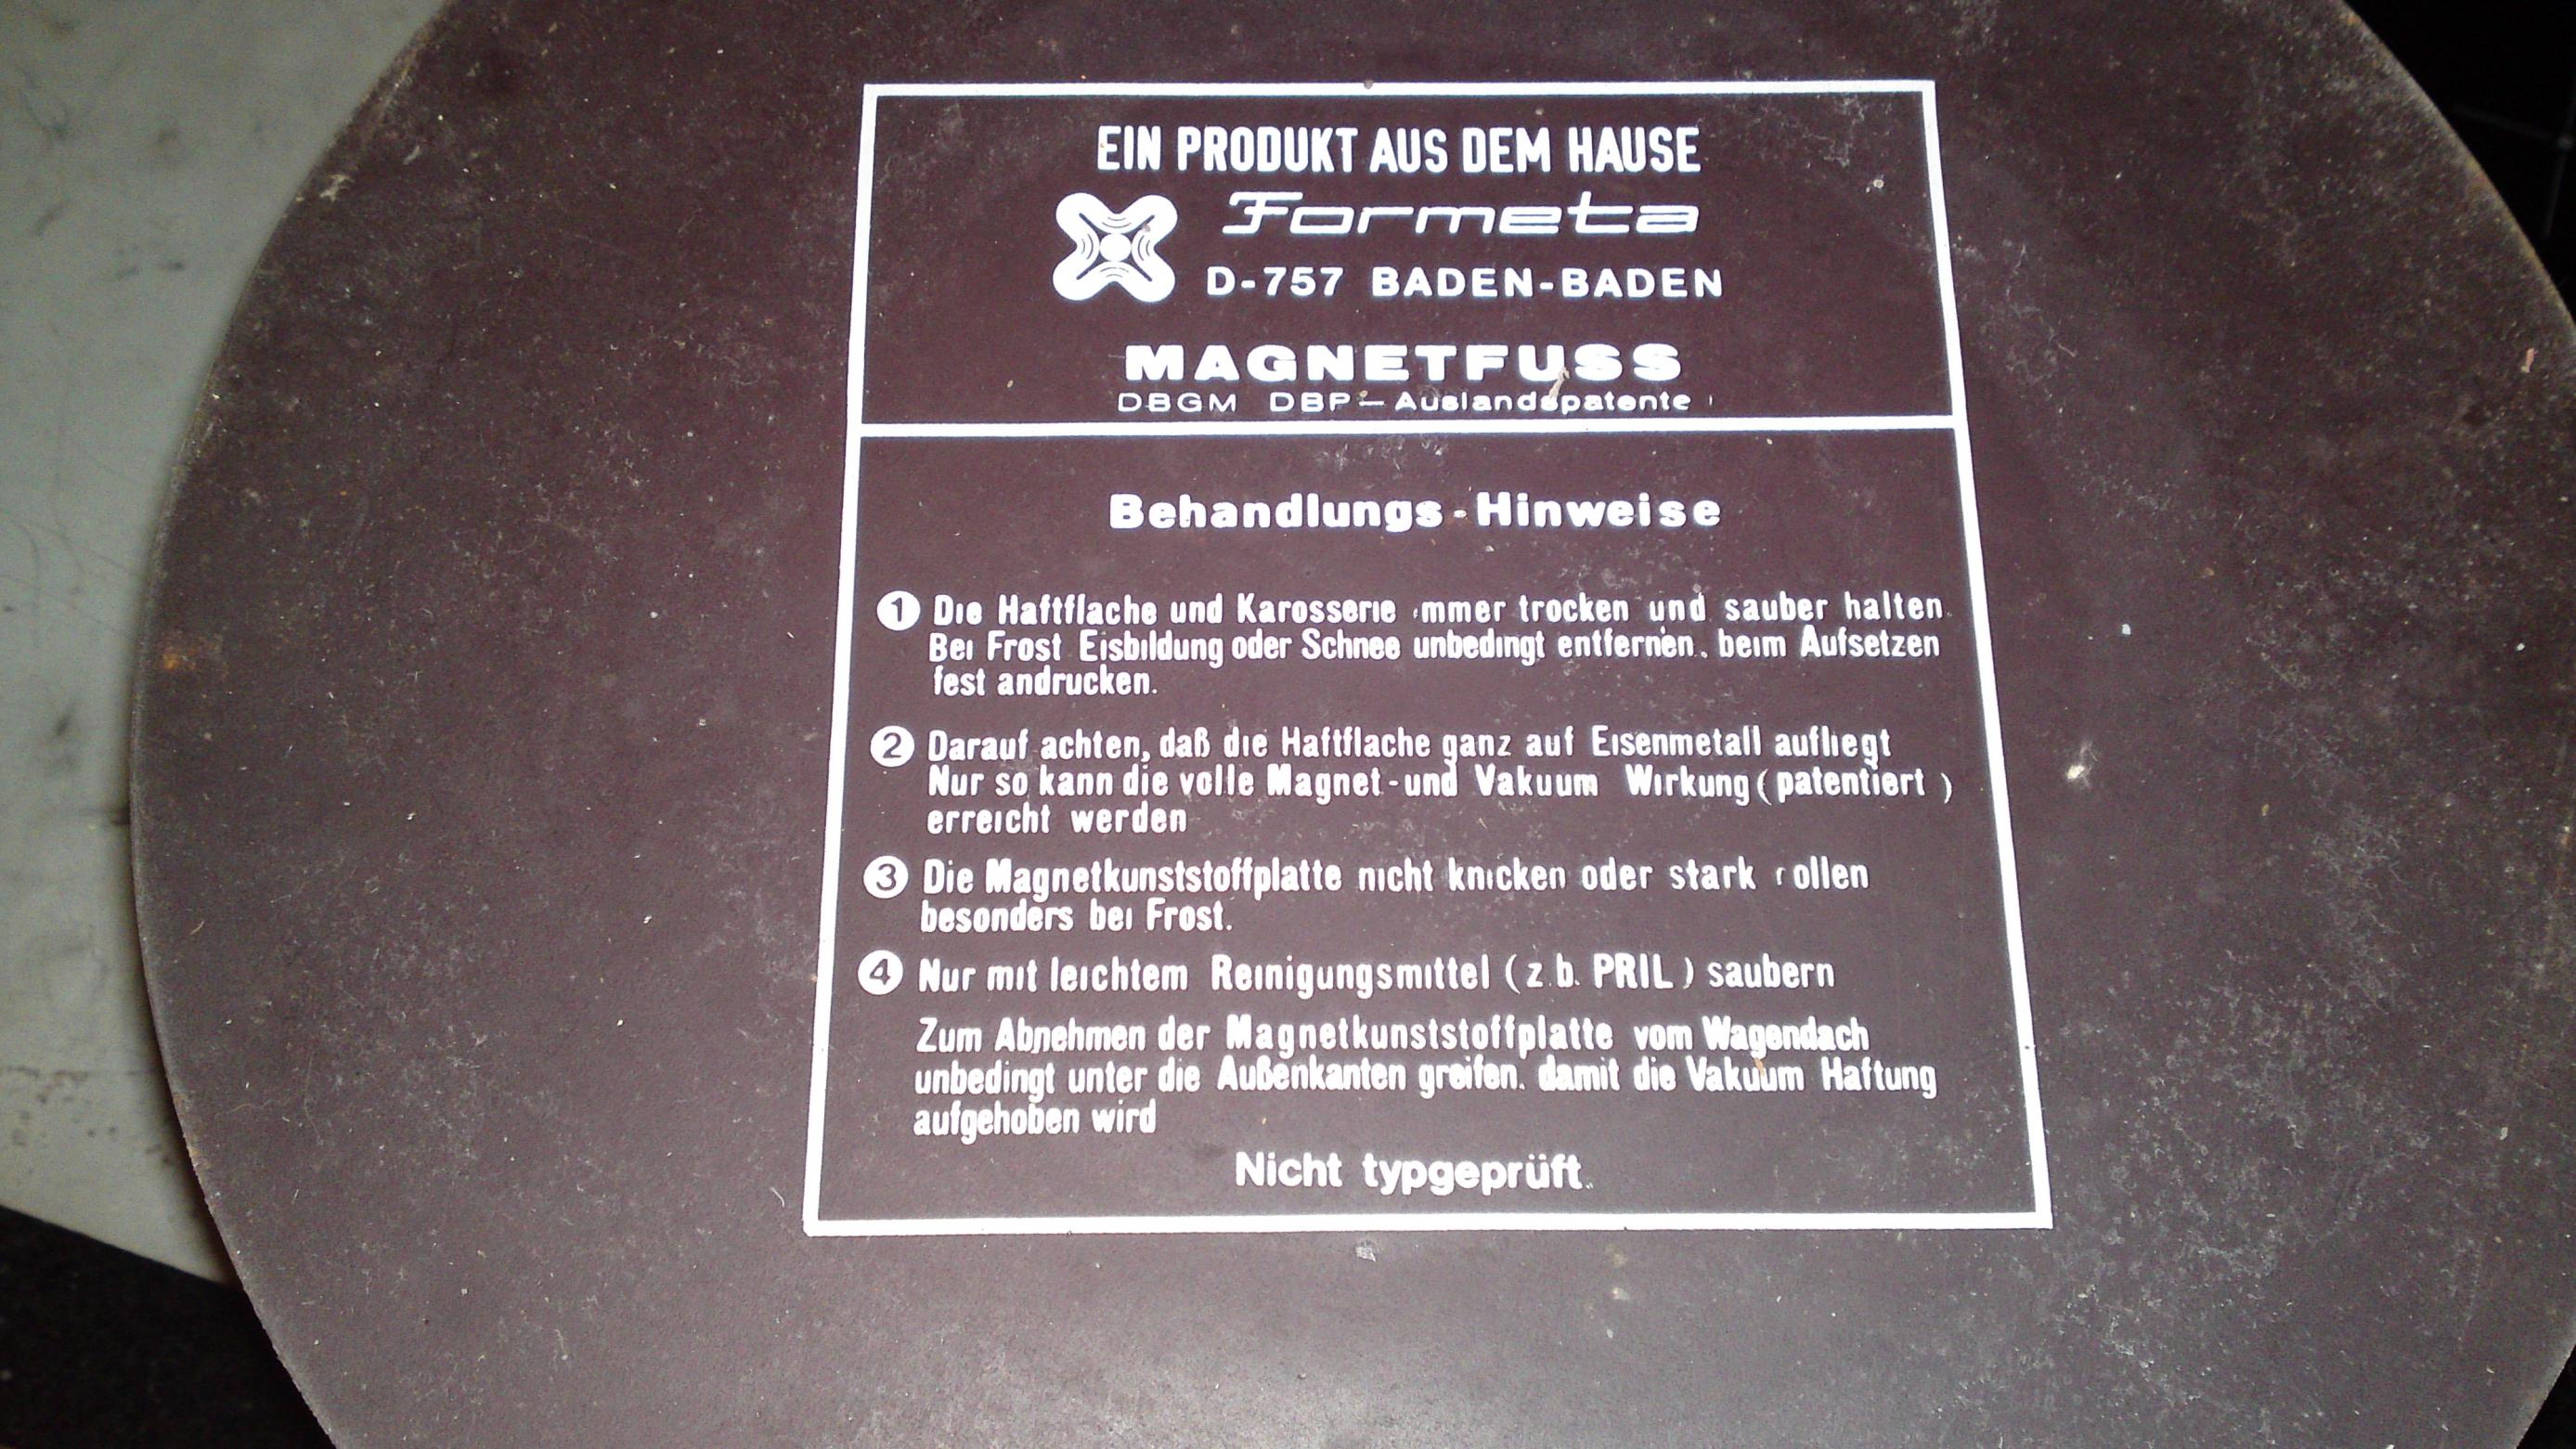 EIN PRODUKT AUS DEM HAUSE
Formeta
D-757 BADEN-BADEN
MAGNETFUSS
DBGM DBP – Auslandspatente
Behandlungs-Hinweise
1 Die Haftflache und Karosserie immer trocken und sauber halten.
Bei Frost Eisbildung oder Schnee unbedingt entfernen, beim Aufsetzen
fest andrucken.
2 Darauf achten, daß die Haftflache ganz auf Eisenmetall aufliegt
Nur so kann die volle Magnet-und Vakuum Wirkung (patentiert)
erreicht werden
3 Die Magnetkunststoffplatte nicht knicken oder stark rollen
besonders bei Frost.
4 Nur mit leichtem Reinigungsmittel (z.b. PRIL) saubern
Zum Abnehmen der Magnetkunststoffplatte vom Wagendach
unbedingt unter die Außenkanten greifen. damit die Vakuum Haftung
aufgehoben wird
Nicht typgeprüft.